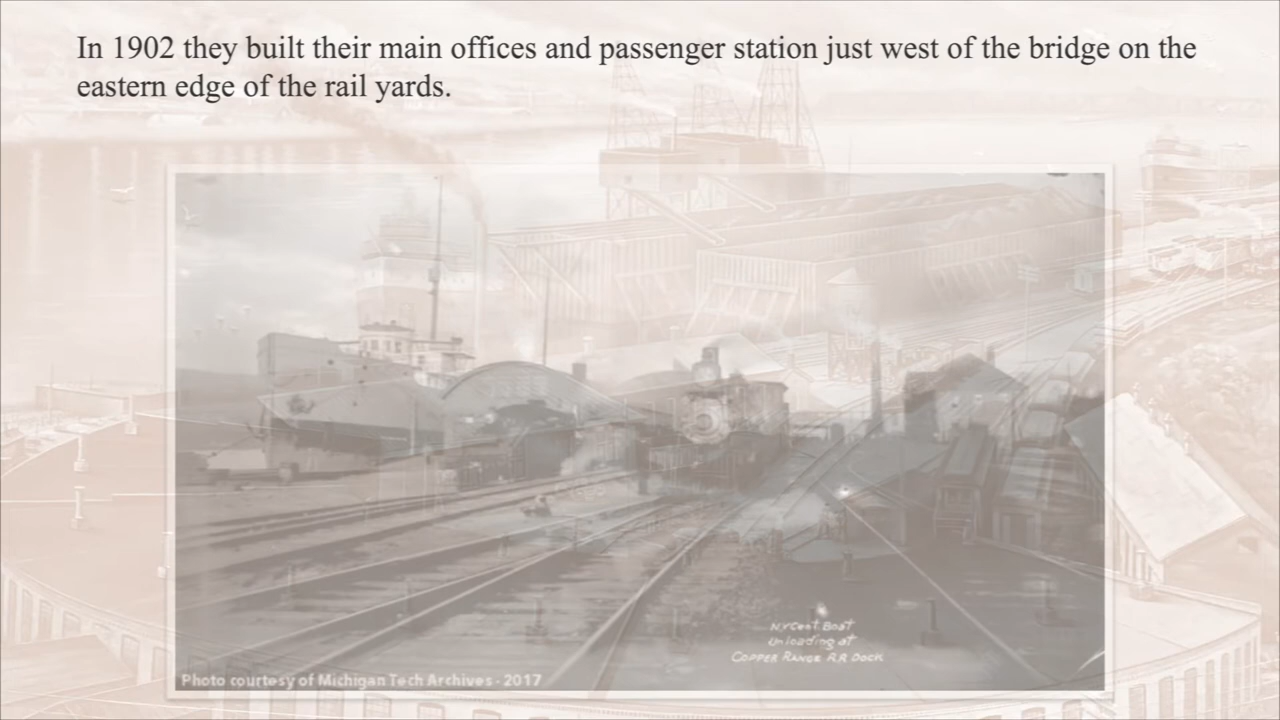 In 1902 they built their main offices and passenger station just west of the bridge on the
eastern edge of the rail yards.
N.Y. Cent. Boat
Unloading at
COPPER RANGE R.R. DOCK
Photo courtesy of Michigan Tech Archives - 2017